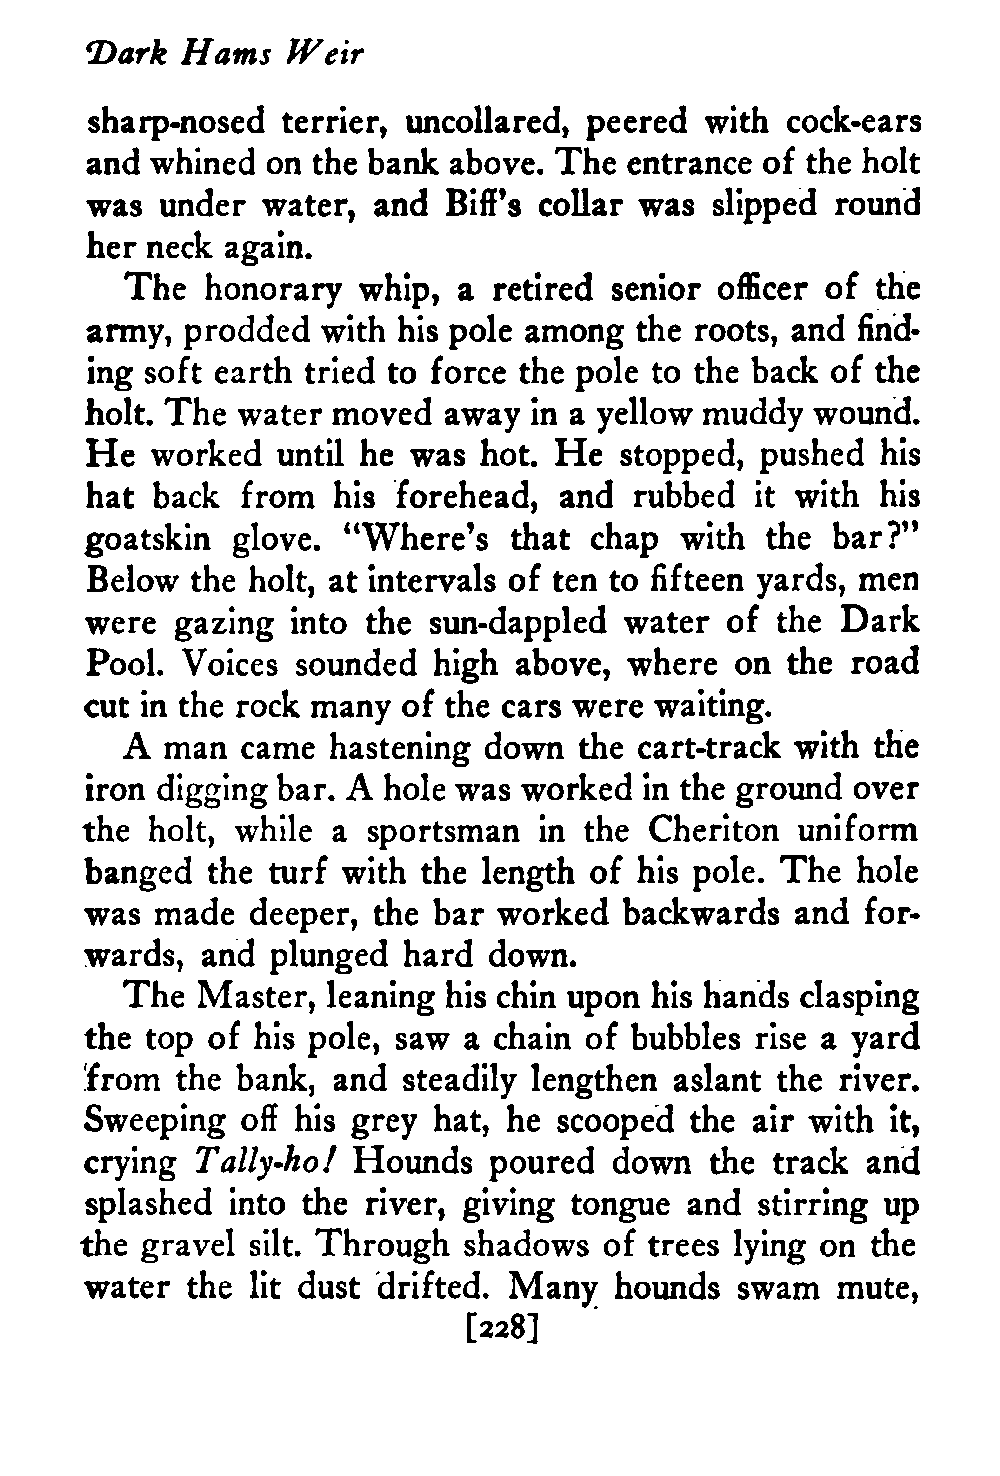 Dark Hams Weir
sharp-nosed terrier, uncollared, peered with cock-ears
and whined on the bank above. The entrance of the holt
was under water, and Biff's collar was slipped round
her neck again.
The honorary whip, a retired senior officer of the
army, prodded with his pole among the roots, and find-
ing soft earth tried to force the pole to the back of the
holt. The water moved away in a yellow muddy wound.
He worked until he was hot. He stopped, pushed his
hat back from his forehead, and rubbed it with his
goatskin glove. "Where's that chap with the bar?"
Below the holt, at intervals of ten to fifteen yards, men
were gazing into the sun-dappled water of the Dark
Pool. Voices sounded high above, where on the road
cut in the rock many of the cars were waiting.
A man came hastening down the cart-track with the
iron digging bar. A hole was worked in the ground over
the holt, while a sportsman in the Cheriton uniform
banged the turf with the length of his pole. The hole
was made deeper, the bar worked backwards and for-
wards, and plunged hard down.
The Master, leaning his chin upon his hands clasping
the top of his pole, saw a chain of bubbles rise a yard
from the bank, and steadily lengthen aslant the river.
Sweeping off his grey hat, he scooped the air with it,
crying Tally-ho! Hounds poured down the track and
splashed into the river, giving tongue and stirring up
the gravel silt. Through shadows of trees lying on the
water the lit dust drifted. Many hounds swam mute,
[228]